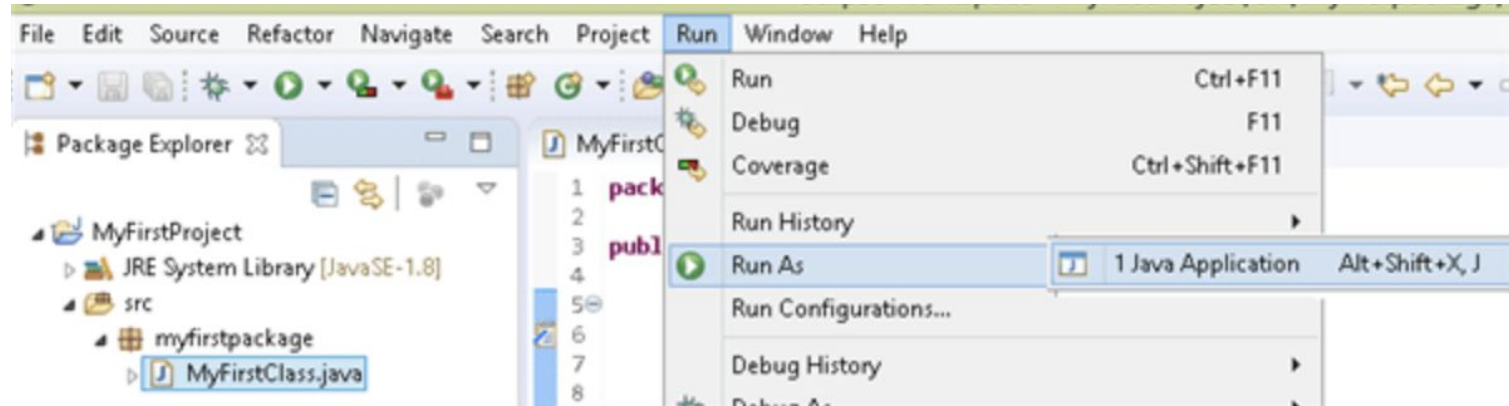 File Edit Source Refactor Navigate Search Project Run Window Help
Run Ctrl+F11
Package Explorer
MyFirstC
Debug F11
Coverage Ctrl+Shift+F11
1 pack
2
3 publ
4
5
6
7
8
MyFirstProject
JRE System Library [JavaSE-1.8]
src
myfirstpackage
MyFirstClass.java
Run History
Run As
1 Java Application Alt+Shift+X, J
Run Configurations...
Debug History
Debug As